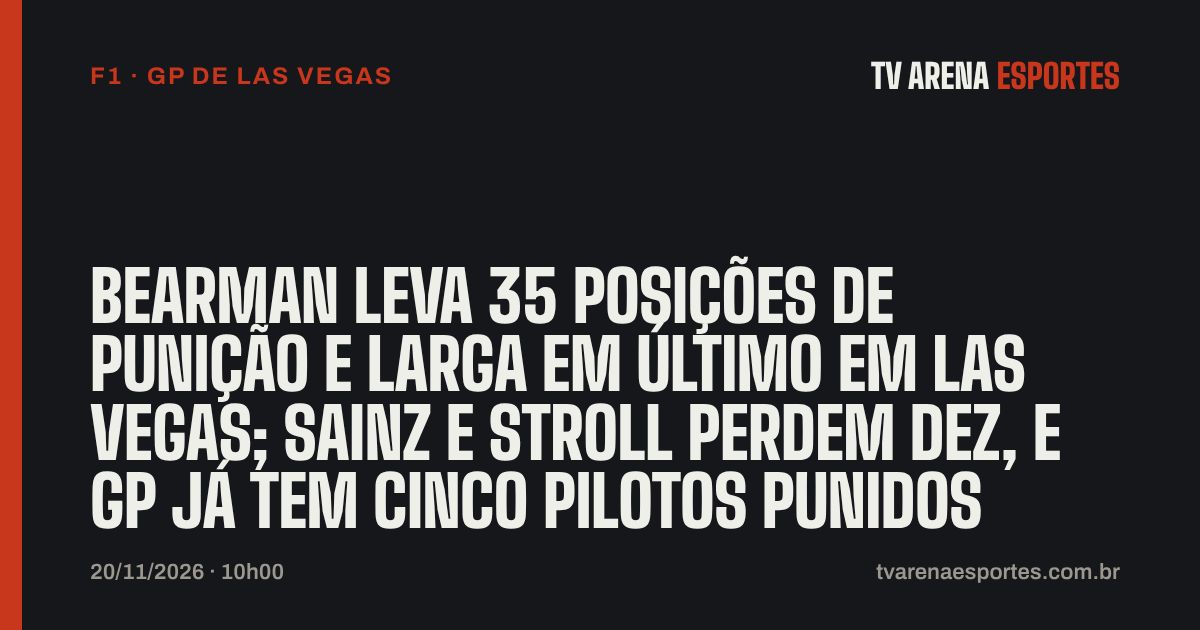 F1 · GP DE LAS VEGAS
TV ARENA ESPORTES
BEARMAN LEVA 35 POSIÇÕES DE
PUNIÇÃO E LARGA EM ÚLTIMO EM LAS
VEGAS; SAINZ E STROLL PERDEM DEZ, E
GP JÁ TEM CINCO PILOTOS PUNIDOS
20/11/2026 · 10h00
tvarenaesportes.com.br